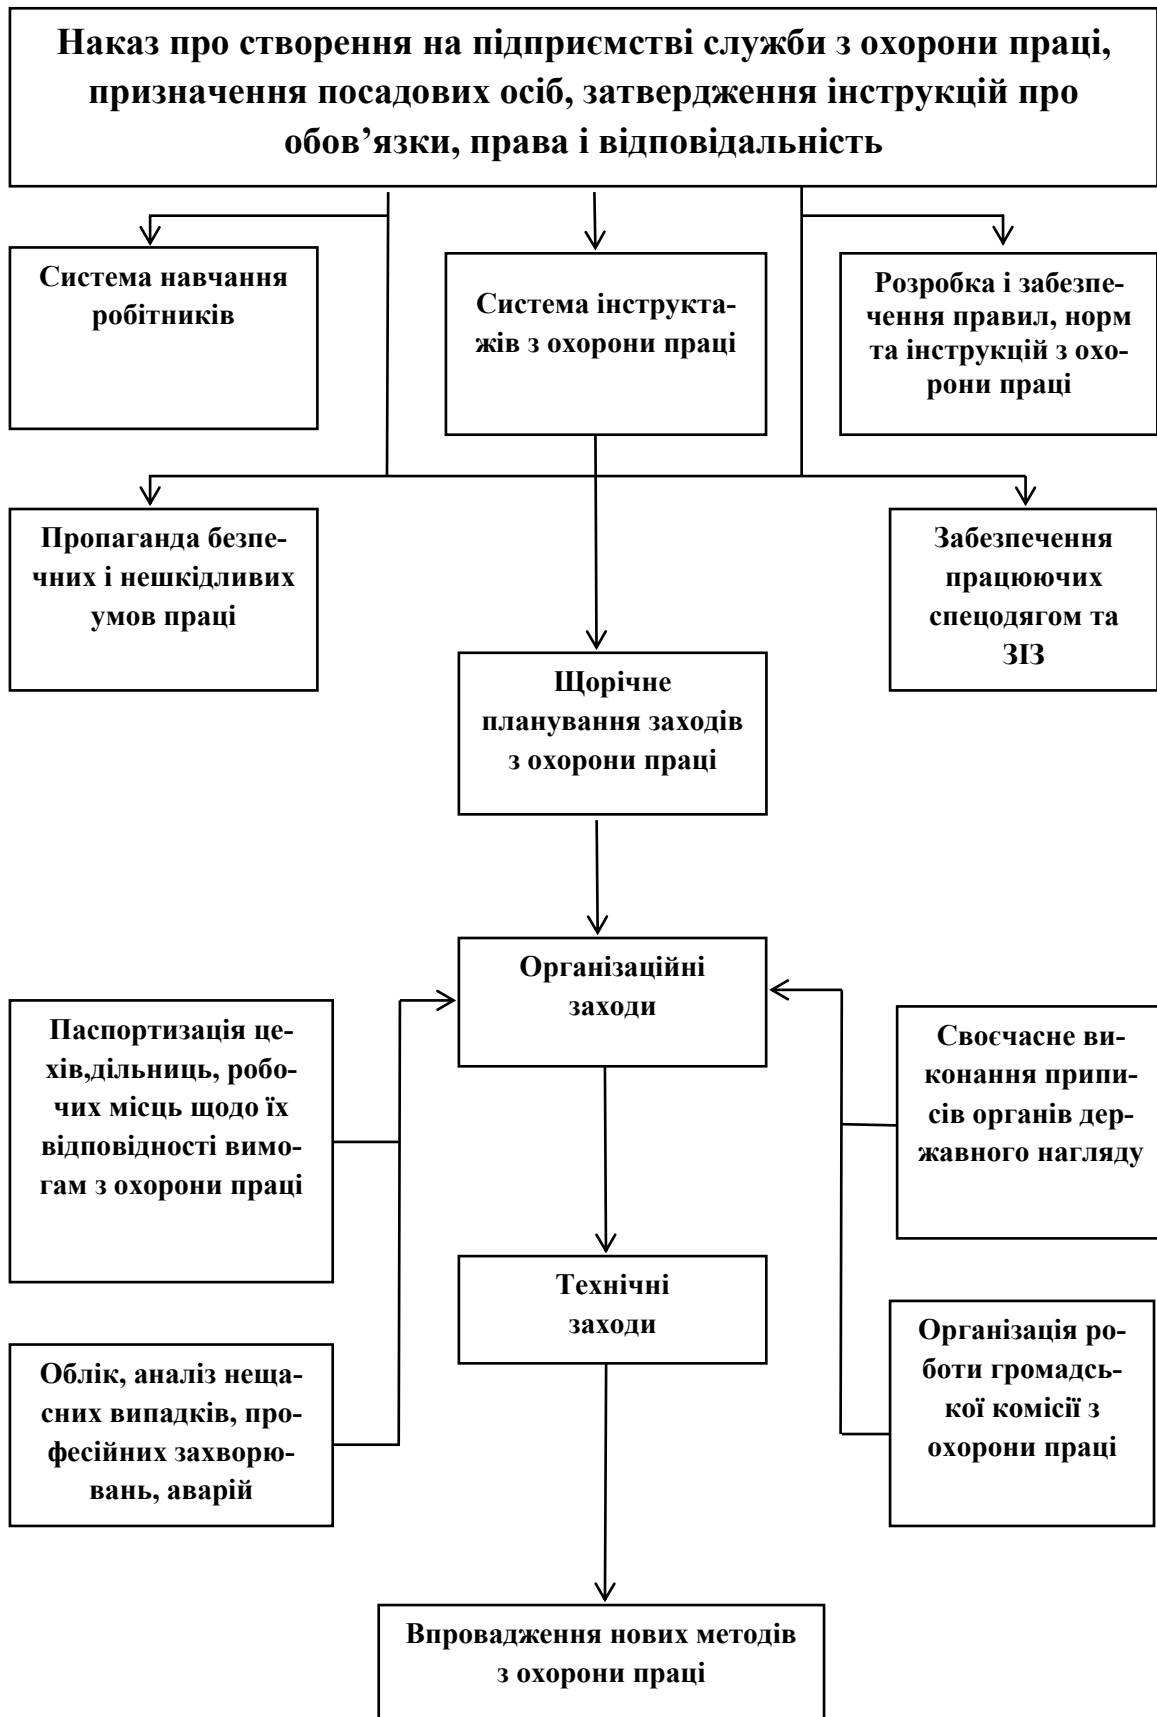 Наказ про створення на підприємстві служби з охорони праці,
призначення посадових осіб, затвердження інструкцій про
обов’язки, права і відповідальність
Система навчання
робітників
Система інструкта-
жів з охорони праці
Розробка і забезпе-
чення правил, норм
та інструкцій з охо-
рони праці
Пропаганда безпе-
чних і нешкідливих
умов праці
Забезпечення
працюючих
спецодягом та
ЗІЗ
Щорічне
планування заходів
з охорони праці
Організаційні
заходи
Паспортизація це-
хів,дільниць, робо-
чих місць щодо їх
відповідності вимо-
гам з охорони праці
Своєчасне ви-
конання припи-
сів органів дер-
жавного нагляду
Технічні
заходи
Облік, аналіз неща-
сних випадків, про-
фесійних захворю-
вань, аварій
Організація ро-
боти громадсь-
кої комісії з
охорони праці
Впровадження нових методів
з охорони праці